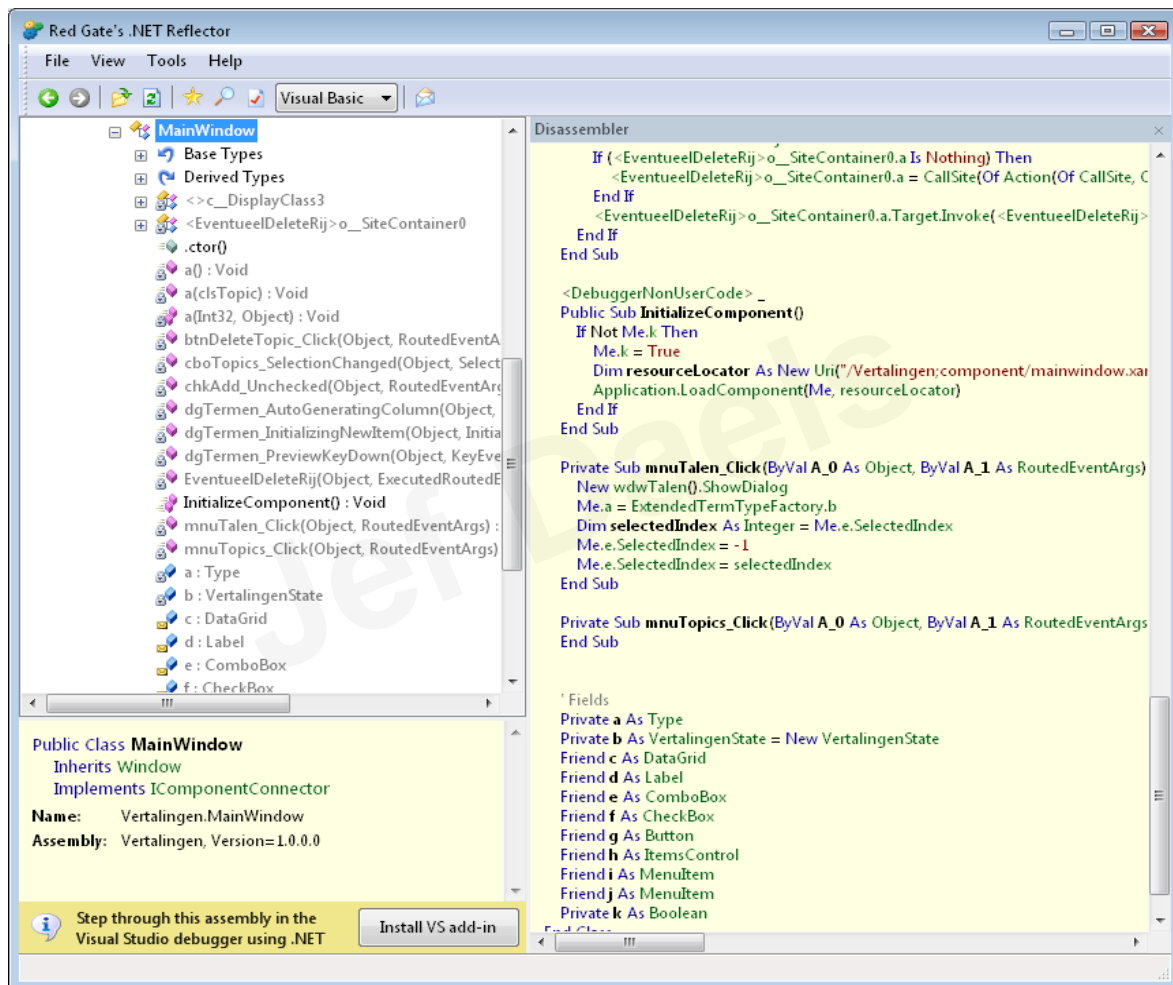 Red Gate's .NET Reflector
File View Tools Help
Visual Basic
MainWindow
Base Types
Derived Types
<>c__DisplayClass3
<EventueelDeleteRij>o__SiteContainer0
.ctor()
a() : Void
a(clsTopic) : Void
a(Int32, Object) : Void
btnDeleteTopic_Click(Object, RoutedEventA
cboTopics_SelectionChanged(Object, Select
chkAdd_Unchecked(Object, RoutedEventArg
dgTermen_AutoGeneratingColumn(Object,
dgTermen_InitializingNewItem(Object, Initia
dgTermen_PreviewKeyDown(Object, KeyEve
EventueelDeleteRij(Object, ExecutedRoutedE
InitializeComponent() : Void
mnuTalen_Click(Object, RoutedEventArgs) :
mnuTopics_Click(Object, RoutedEventArgs)
a : Type
b : VertalingenState
c : DataGrid
d : Label
e : ComboBox
f : CheckBox
Public Class MainWindow
Inherits Window
Implements IComponentConnector
Name: Vertalingen.MainWindow
Assembly: Vertalingen, Version=1.0.0.0
Step through this assembly in the
Visual Studio debugger using .NET
Install VS add-in
Disassembler
If (<EventueelDeleteRij>o__SiteContainer0.a Is Nothing) Then
<EventueelDeleteRij>o__SiteContainer0.a = CallSite(Of Action(Of CallSite, C
End If
<EventueelDeleteRij>o__SiteContainer0.a.Target.Invoke(<EventueelDeleteRij>
End If
End Sub
<DebuggerNonUserCode> _
Public Sub InitializeComponent()
If Not Me.k Then
Me.k = True
Dim resourceLocator As New Uri("/Vertalingen;component/mainwindow.xam
Application.LoadComponent(Me, resourceLocator)
End If
End Sub
Private Sub mnuTalen_Click(ByVal A_0 As Object, ByVal A_1 As RoutedEventArgs)
New wdwTalen().ShowDialog
Me.a = ExtendedTermTypeFactory.b
Dim selectedIndex As Integer = Me.e.SelectedIndex
Me.e.SelectedIndex = -1
Me.e.SelectedIndex = selectedIndex
End Sub
Private Sub mnuTopics_Click(ByVal A_0 As Object, ByVal A_1 As RoutedEventArgs
End Sub
' Fields
Private a As Type
Private b As VertalingenState = New VertalingenState
Friend c As DataGrid
Friend d As Label
Friend e As ComboBox
Friend f As CheckBox
Friend g As Button
Friend h As ItemsControl
Friend i As MenuItem
Friend j As MenuItem
Private k As Boolean
End Class
Jef Daels